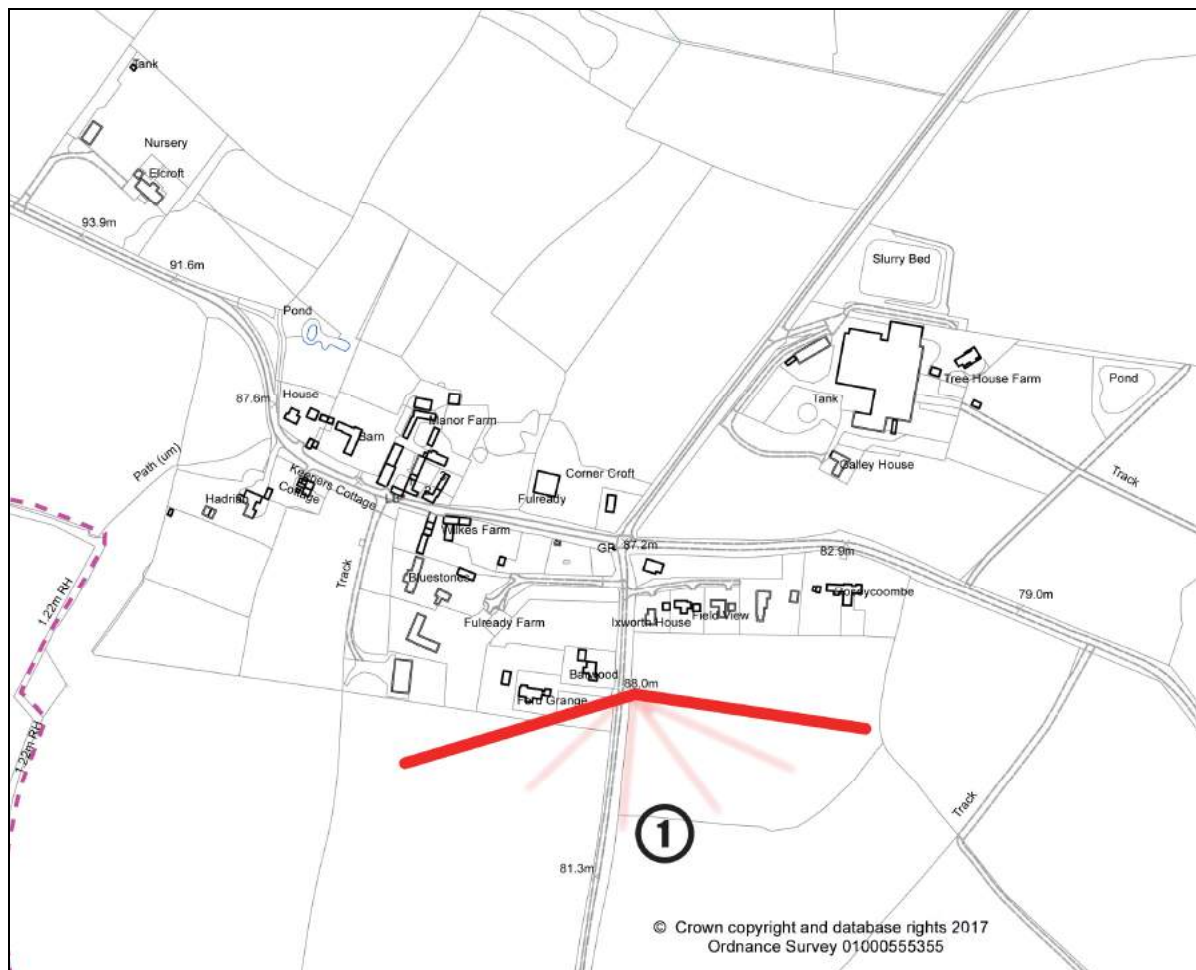 Tank
Nursery
Elcroft
93.9m
91.6m
Slurry Bed
Pond
Tree House Farm
Pond
House
87.6m
Tank
Manor Farm
Barn
Galley House
Track
Path (um)
Corner Croft
Keepers Cottage
Cottage
Hadrian
Fulready
LB
Wilkes Farm
GP
87.2m
82.9m
Track
Bluestones
1.22m RH
Fulready Farm
Ixworth House
Field View
79.0m
88.0m
1.22m RH
Track
1
81.3m
© Crown copyright and database rights 2017
Ordnance Survey 01000555355